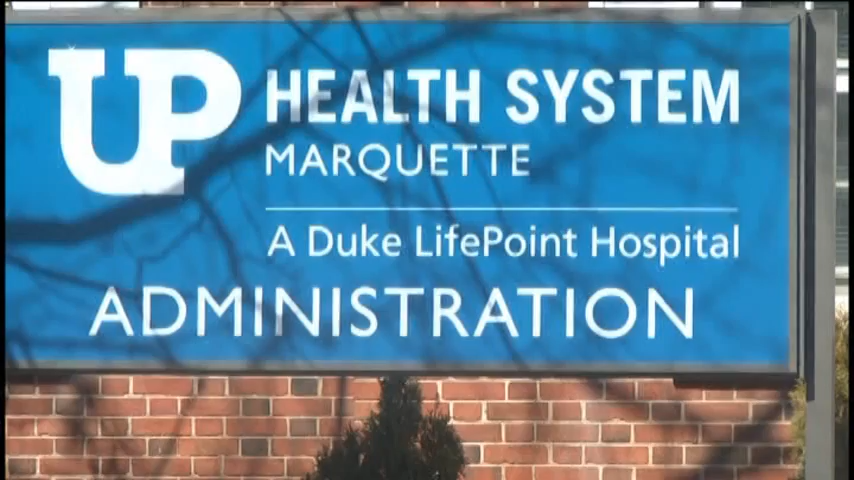 UP HEALTH SYSTEM
MARQUETTE
A Duke LifePoint Hospital
ADMINISTRATION